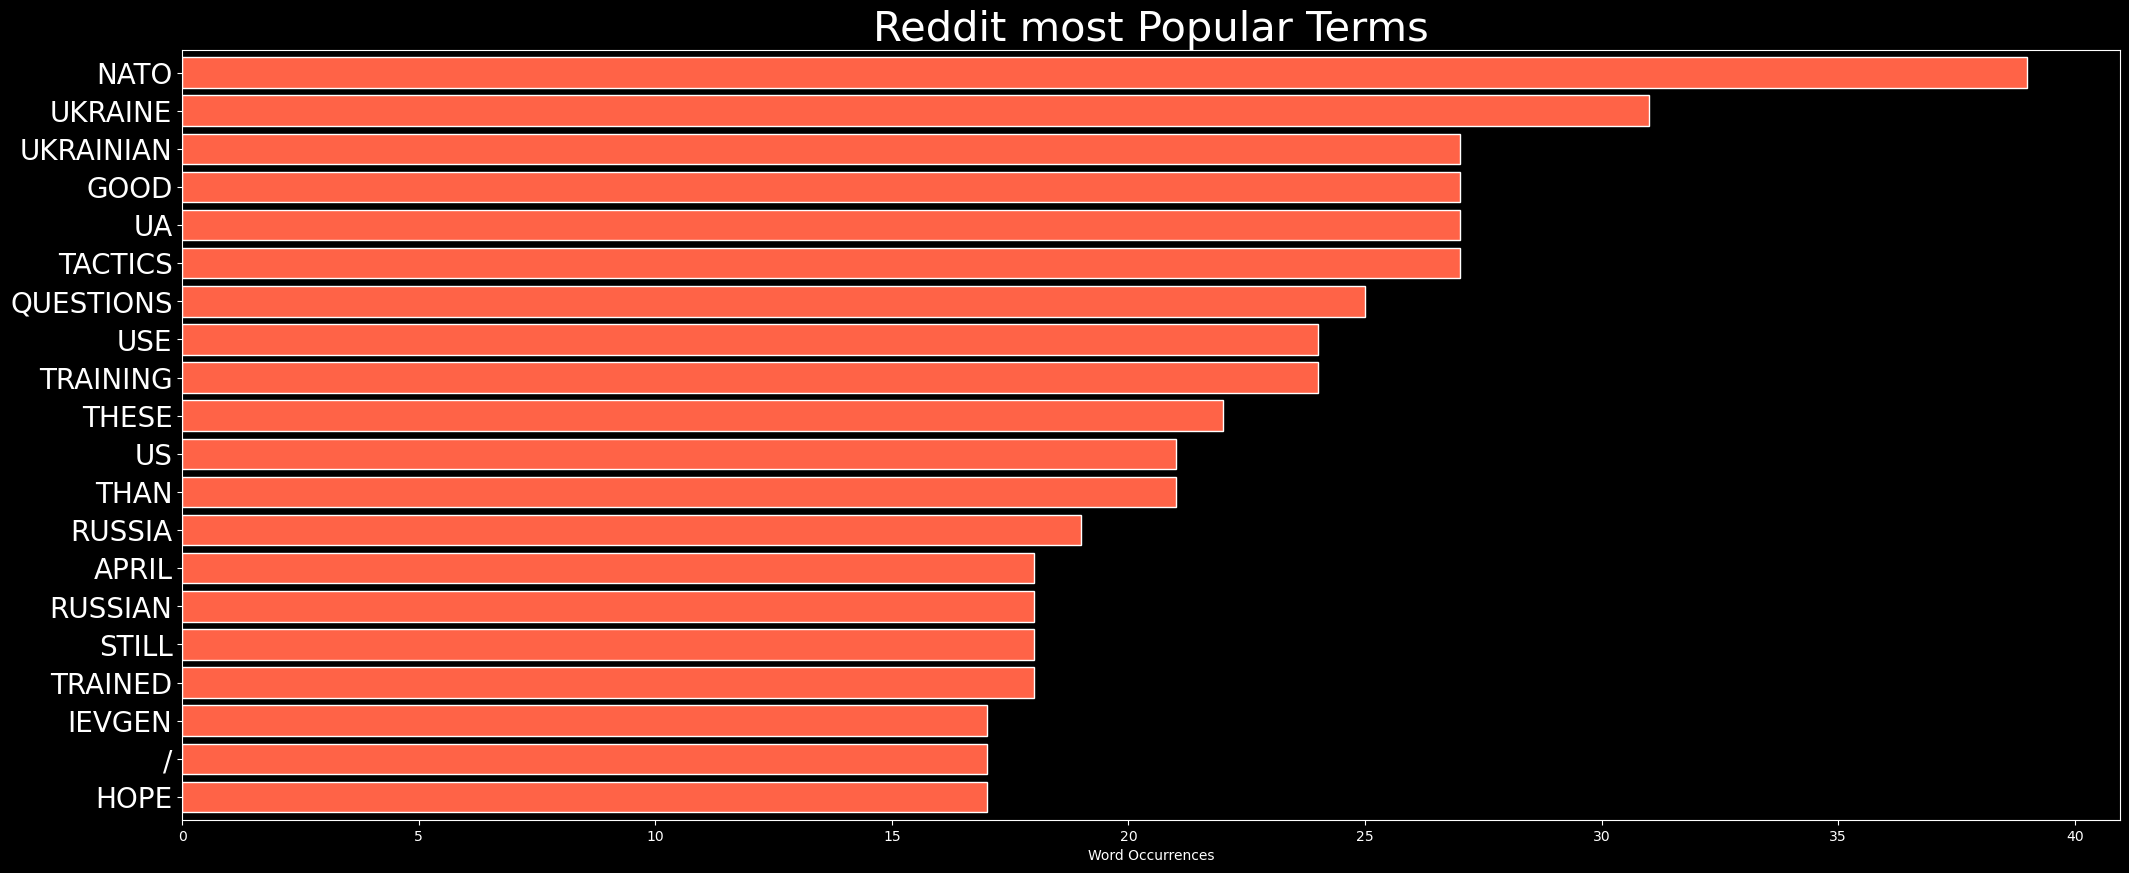 Reddit most Popular Terms
NATO
UKRAINE
UKRAINIAN
GOOD
UA
TACTICS
QUESTIONS
USE
TRAINING
THESE
US
THAN
RUSSIA
APRIL
RUSSIAN
STILL
TRAINED
IEVGEN
/
HOPE
0 5 10 15 20 25 30 35 40
Word Occurrences